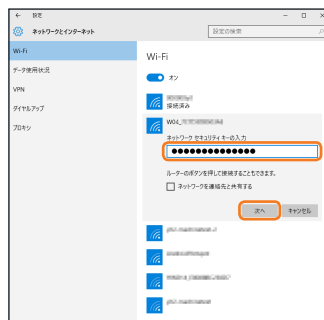 設定
ネットワークとインターネット
設定の検索
Wi-Fi
データ使用状況
VPN
ダイヤルアップ
プロキシ
Wi-Fi
オン
接続済み
W04_
ネットワーク セキュリティ キーの入力
●●●●●●●●●●●●●●
ルーターのボタンを押して接続することもできます。
ネットワークを連絡先と共有する
次へ
キャンセル